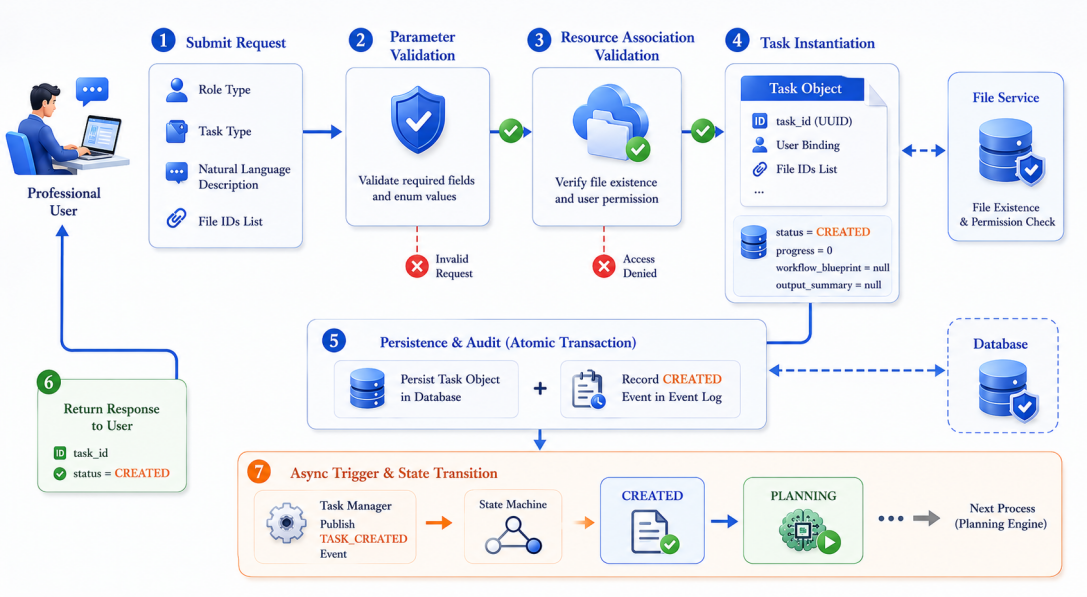 1 Submit Request
Role Type
Task Type
Natural Language
Description
File IDs List
2 Parameter
Validation
Validate required fields
and enum values
Invalid
Request
3 Resource Association
Validation
Verify file existence
and user permission
Access
Denied
4 Task Instantiation
Task Object
ID task_id (UUID)
User Binding
File IDs List
...
status = CREATED
progress = 0
workflow_blueprint = null
output_summary = null
File Service
File Existence
& Permission Check
Professional
User
5 Persistence & Audit (Atomic Transaction)
Persist Task Object
in Database
+
Record CREATED
Event in Event Log
Database
6
Return Response
to User
ID task_id
status = CREATED
7 Async Trigger & State Transition
Task Manager
Publish
TASK_CREATED
Event
State Machine
CREATED
PLANNING
Next Process
(Planning Engine)